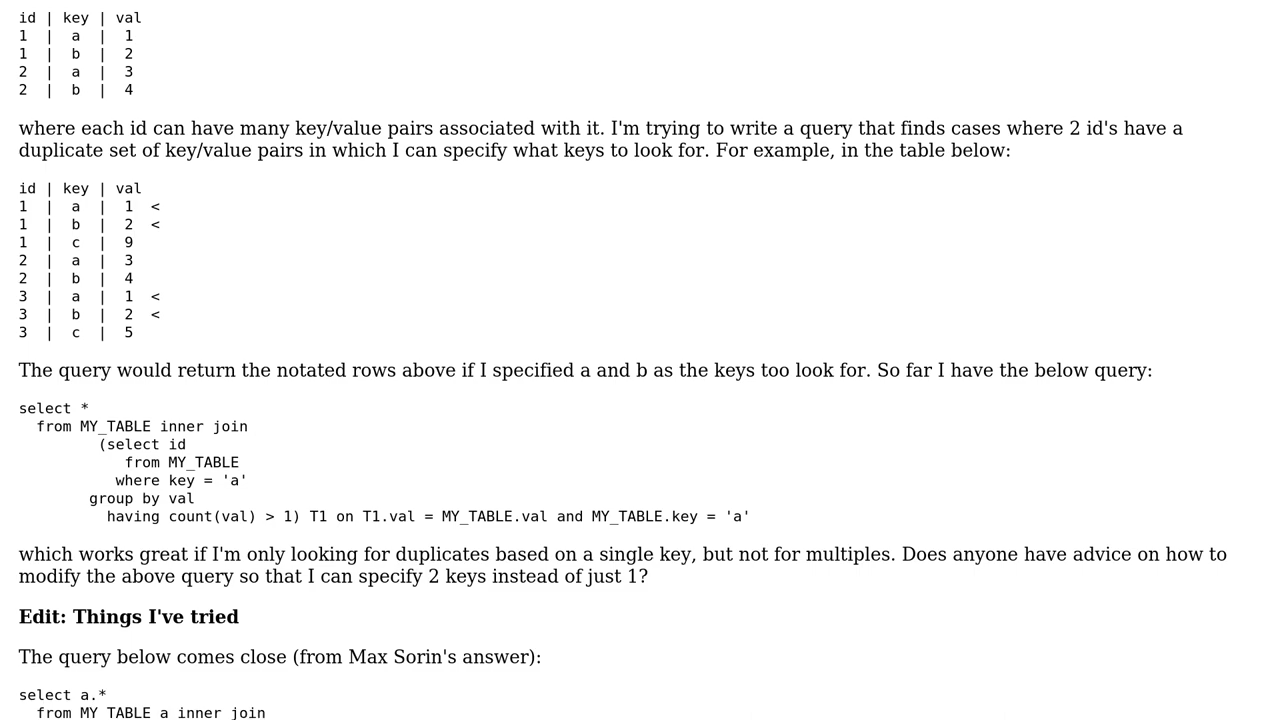 id | key | val
1  |  a  |  1
1  |  b  |  2
2  |  a  |  3
2  |  b  |  4
where each id can have many key/value pairs associated with it. I'm trying to write a query that finds cases where 2 id's have a
duplicate set of key/value pairs in which I can specify what keys to look for. For example, in the table below:
id | key | val
1  |  a  |  1  <
1  |  b  |  2  <
1  |  c  |  9
2  |  a  |  3
2  |  b  |  4
3  |  a  |  1  <
3  |  b  |  2  <
3  |  c  |  5
The query would return the notated rows above if I specified a and b as the keys too look for. So far I have the below query:
select *
  from MY_TABLE inner join
         (select id
            from MY_TABLE
           where key = 'a'
        group by val
          having count(val) > 1) T1 on T1.val = MY_TABLE.val and MY_TABLE.key = 'a'
which works great if I'm only looking for duplicates based on a single key, but not for multiples. Does anyone have advice on how to
modify the above query so that I can specify 2 keys instead of just 1?
Edit: Things I've tried
The query below comes close (from Max Sorin's answer):
select a.*
  from MY_TABLE a inner join